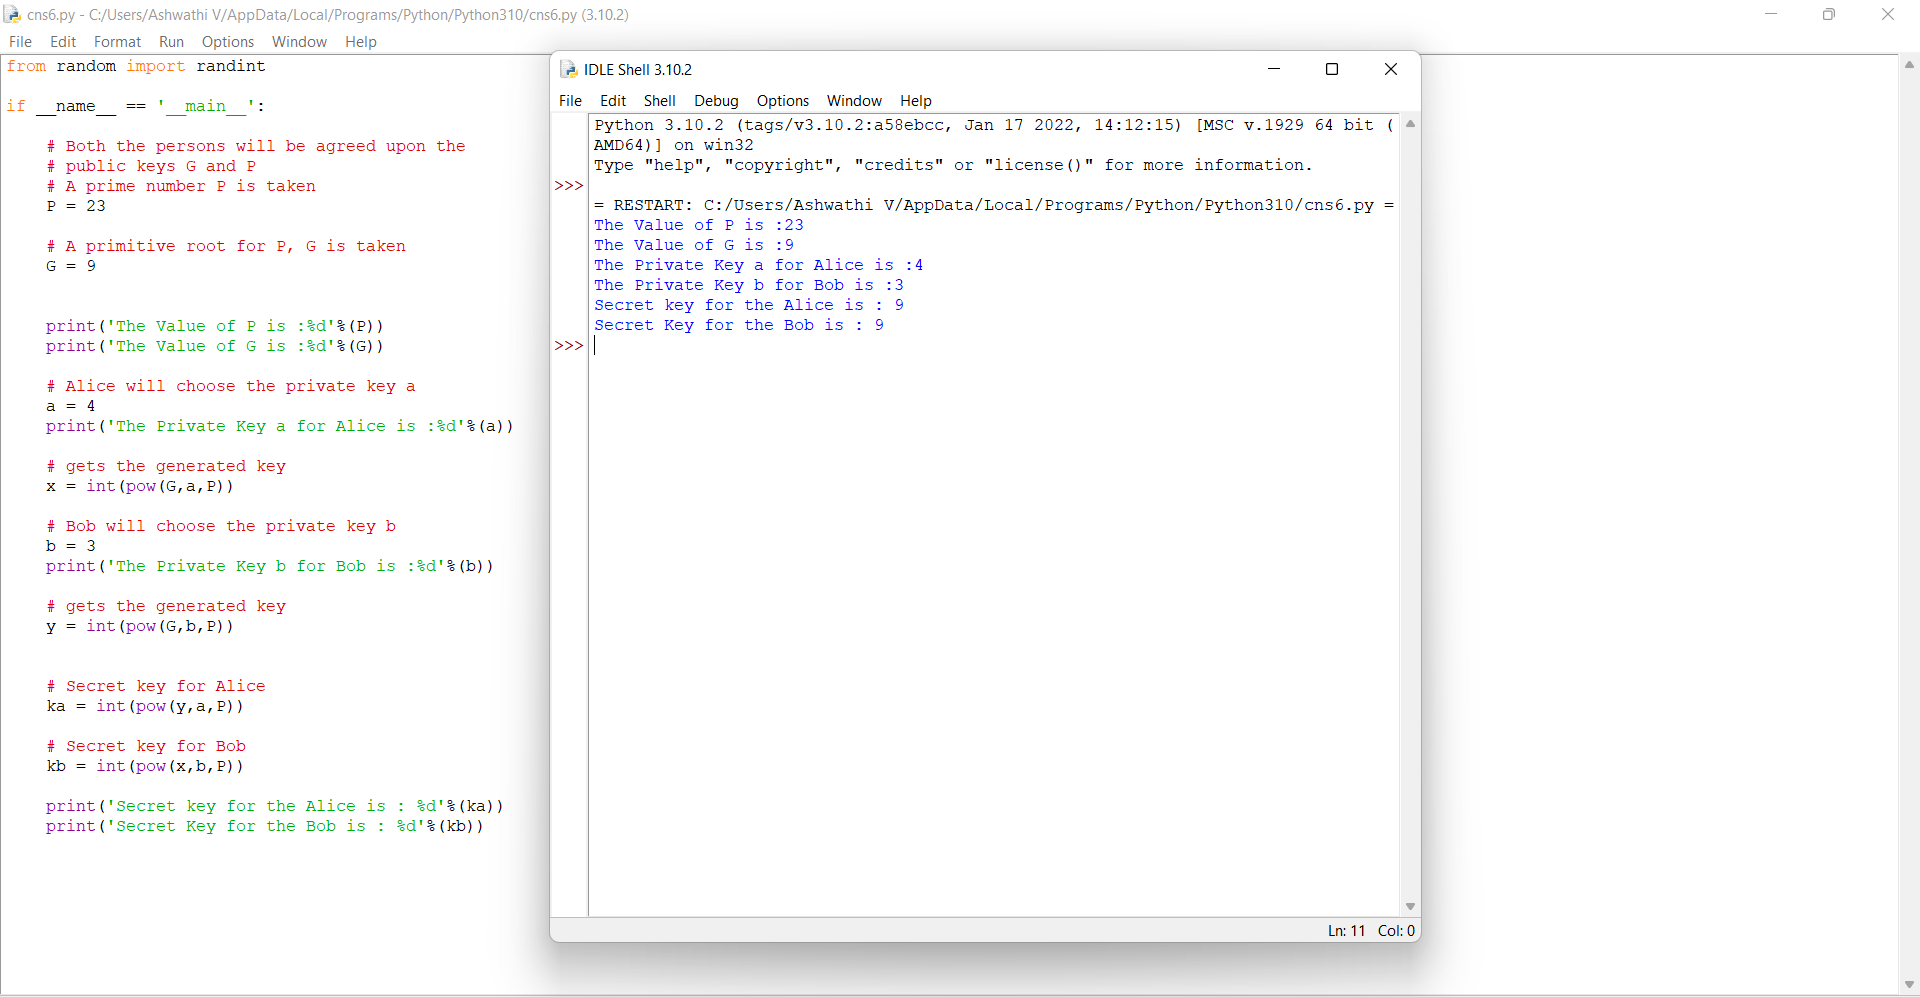 cns6.py - C:/Users/Ashwathi V/AppData/Local/Programs/Python/Python310/cns6.py (3.10.2)
File Edit Format Run Options Window Help
from random import randint
if __name__ == '__main__':
# Both the persons will be agreed upon the
# public keys G and P
# A prime number P is taken
P = 23
# A primitive root for P, G is taken
G = 9
print('The Value of P is :%d'%(P))
print('The Value of G is :%d'%(G))
# Alice will choose the private key a
a = 4
print('The Private Key a for Alice is :%d'%(a))
# gets the generated key
x = int(pow(G,a,P))
# Bob will choose the private key b
b = 3
print('The Private Key b for Bob is :%d'%(b))
# gets the generated key
y = int(pow(G,b,P))
# Secret key for Alice
ka = int(pow(y,a,P))
# Secret key for Bob
kb = int(pow(x,b,P))
print('Secret key for the Alice is : %d'%(ka))
print('Secret Key for the Bob is : %d'%(kb))
IDLE Shell 3.10.2
File Edit Shell Debug Options Window Help
Python 3.10.2 (tags/v3.10.2:a58ebcc, Jan 17 2022, 14:12:15) [MSC v.1929 64 bit (
AMD64)] on win32
Type "help", "copyright", "credits" or "license()" for more information.
>>>
= RESTART: C:/Users/Ashwathi V/AppData/Local/Programs/Python/Python310/cns6.py =
The Value of P is :23
The Value of G is :9
The Private Key a for Alice is :4
The Private Key b for Bob is :3
Secret key for the Alice is : 9
Secret Key for the Bob is : 9
>>>
Ln: 11 Col: 0